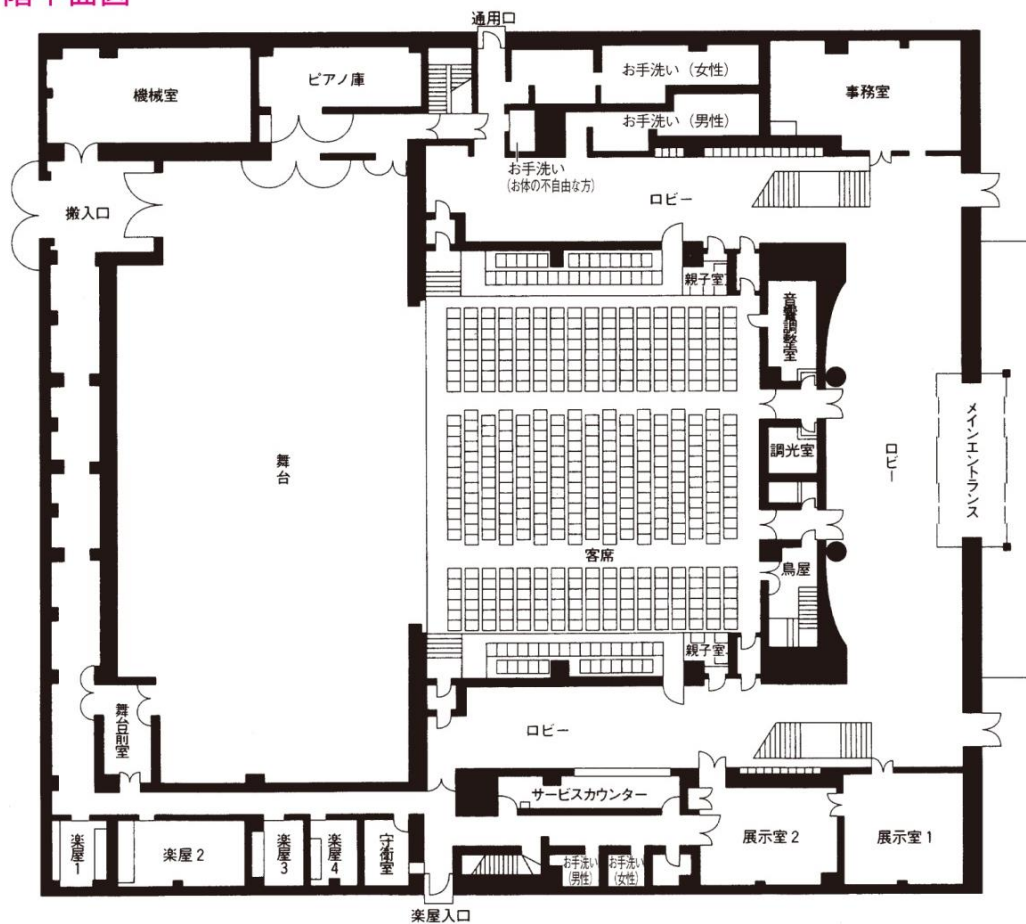 階平面図
通用口
機械室
ピアノ庫
お手洗い(女性)
お手洗い(男性)
事務室
お手洗い
(お体の不自由な方)
ロビー
搬入口
親子室
音響調整室
舞台
調光室
ロビー
メインエントランス
客席
鳥屋
親子室
舞台前室
ロビー
サービスカウンター
楽屋1
楽屋2
楽屋3
楽屋4
守衛室
お手洗い
(男性)
お手洗い
(女性)
展示室2
展示室1
楽屋入口